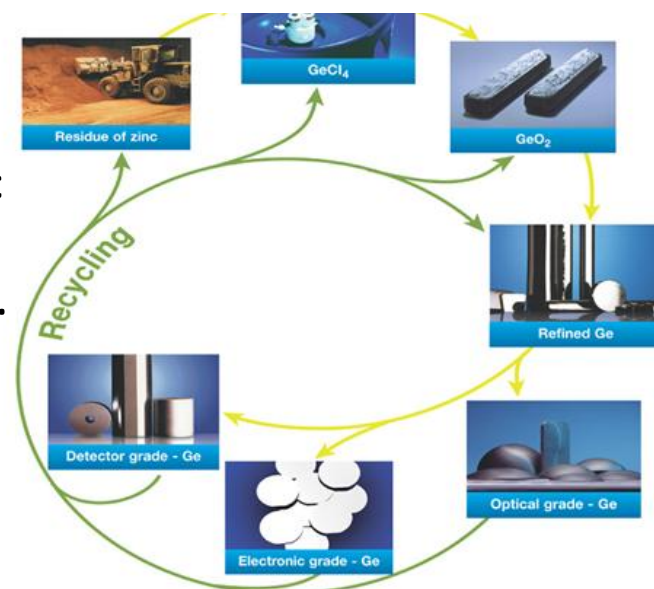 GeCl₄
Residue of zinc
GeO₂
:
Recycling
.
Refined Ge
Detector grade - Ge
Optical grade - Ge
Electronic grade - Ge